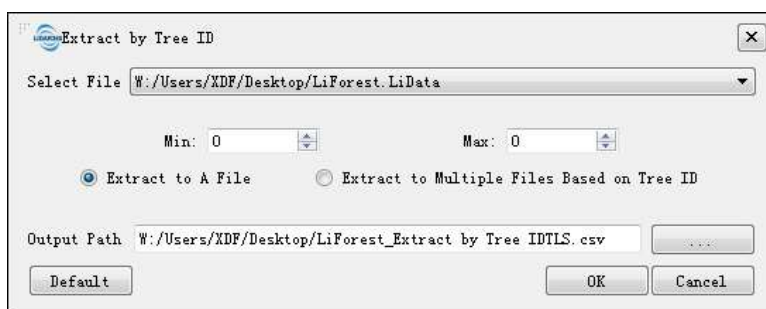 Extract by Tree ID
Select File W:/Users/XDF/Desktop/LiForest.LiData
Min: 0 Max: 0
Extract to A File Extract to Multiple Files Based on Tree ID
Output Path W:/Users/XDF/Desktop/LiForest_Extract by Tree IDTLS.csv ...
Default OK Cancel